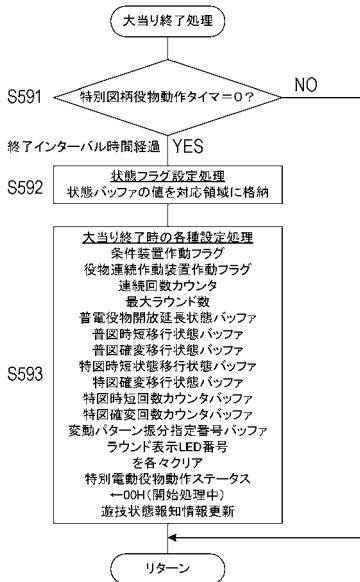 大当り終了処理
S591
特別図柄役物動作タイマ=0?
NO
終了インターバル時間経過
YES
S592
状態フラグ設定処理
状態バッファの値を対応領域に格納
S593
大当り終了時の各種設定処理
条件装置作動フラグ
役物連続作動装置作動フラグ
連続回数カウンタ
最大ラウンド数
普電役物開放延長状態バッファ
普図時短移行状態バッファ
普図確変移行状態バッファ
特図時短状態移行状態バッファ
特図確変移行状態バッファ
特図時短回数カウンタバッファ
特図確変回数カウンタバッファ
変動パターン振分指定番号バッファ
ラウンド表示LED番号
を各々クリア
特別電動役物動作ステータス
←00H(開始処理中)
遊技状態報知情報更新
リターン